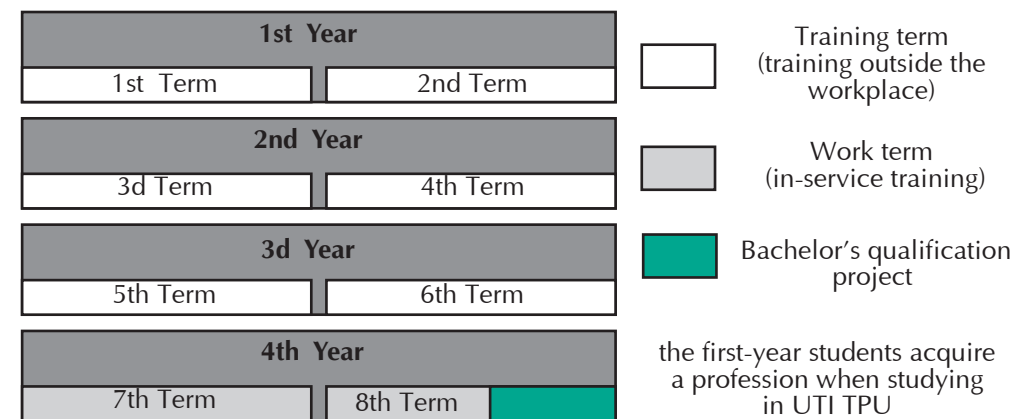 1st Year
1st Term
2nd Term
2nd Year
3d Term
4th Term
3d Year
5th Term
6th Term
4th Year
7th Term
8th Term
Training term
(training outside the
workplace)
Work term
(in-service training)
Bachelor's qualification
project
the first-year students acquire
a profession when studying
in UTI TPU